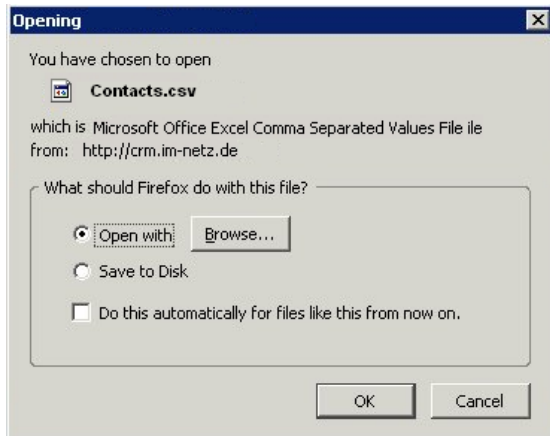 Opening
You have chosen to open
Contacts.csv
which is Microsoft Office Excel Comma Separated Values File ile
from: http://crm.im-netz.de
What should Firefox do with this file?
Open with Browse...
Save to Disk
Do this automatically for files like this from now on.
OK Cancel